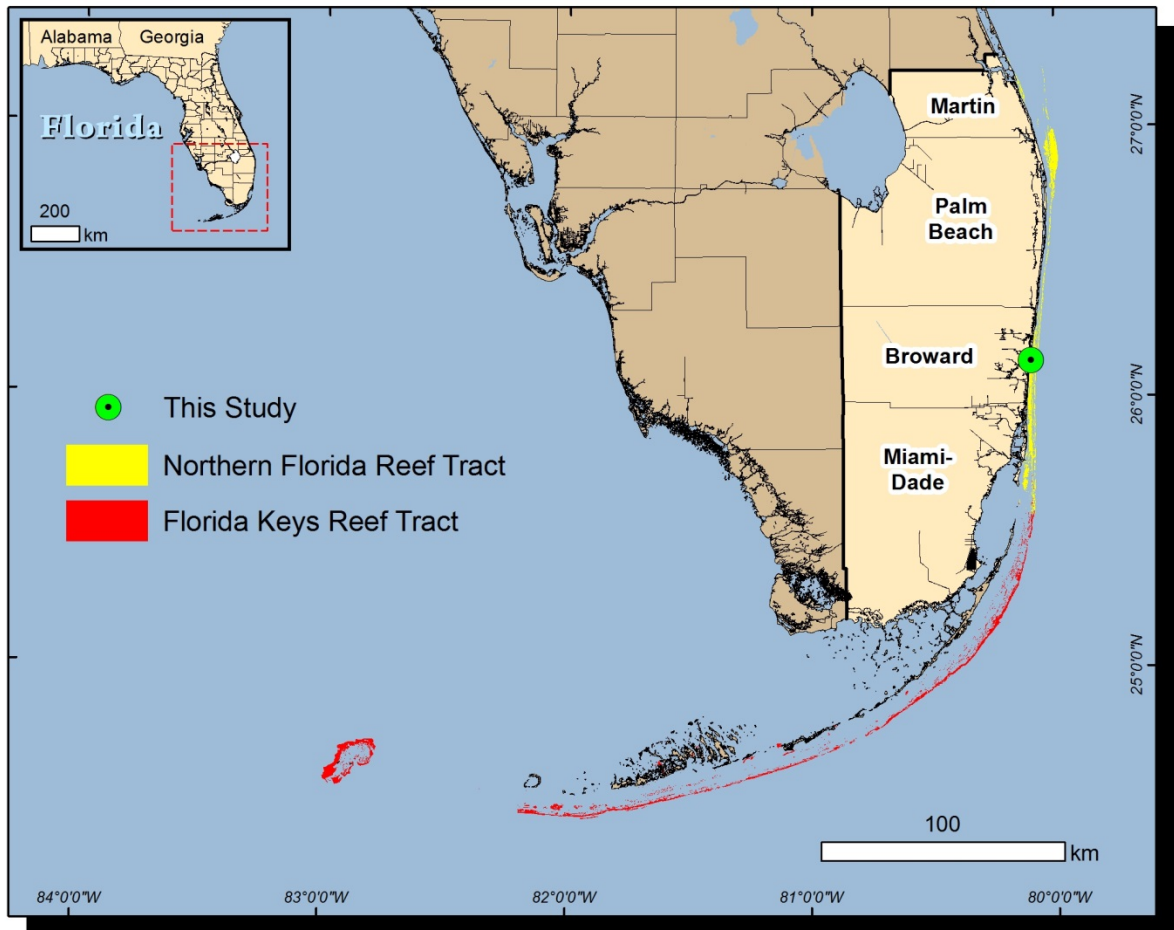 Alabama
Georgia
Florida
200
km
Martin
Palm
Beach
Broward
Miami-
Dade
This Study
Northern Florida Reef Tract
Florida Keys Reef Tract
100
km
27°0'0"N
26°0'0"N
25°0'0"N
84°0'0"W
83°0'0"W
82°0'0"W
81°0'0"W
80°0'0"W